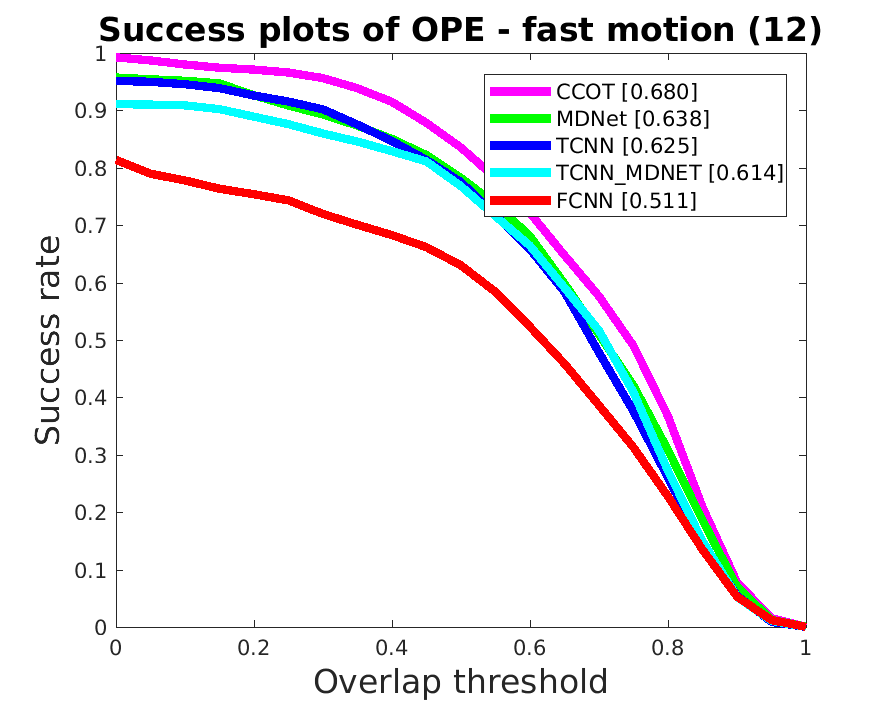 Success plots of OPE - fast motion (12)
1
0.9
0.8
0.7
0.6
0.5
0.4
0.3
0.2
0.1
0
Success rate
CCOT [0.680]
MDNet [0.638]
TCNN [0.625]
TCNN_MDNET [0.614]
FCNN [0.511]
0 0.2 0.4 0.6 0.8 1
Overlap threshold